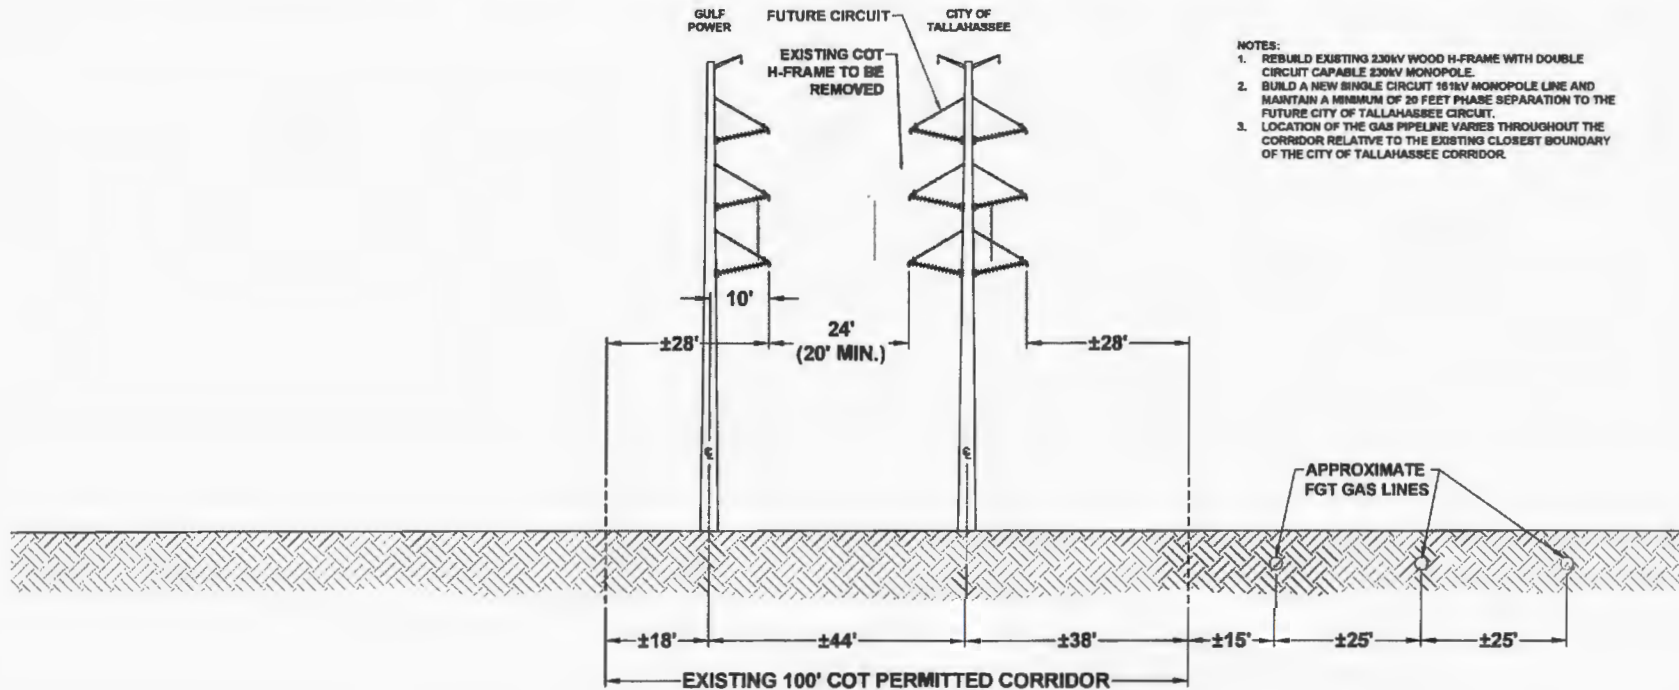 GULF
POWER
FUTURE CIRCUIT
CITY OF
TALLAHASSEE
EXISTING COT
H-FRAME TO BE
REMOVED
NOTES:
1. REBUILD EXISTING 230kV WOOD H-FRAME WITH DOUBLE
CIRCUIT CAPABLE 230kV MONOPOLE.
2. BUILD A NEW SINGLE CIRCUIT 161kV MONOPOLE LINE AND
MAINTAIN A MINIMUM OF 20 FEET PHASE SEPARATION TO THE
FUTURE CITY OF TALLAHASSEE CIRCUIT.
3. LOCATION OF THE GAS PIPELINE VARIES THROUGHOUT THE
CORRIDOR RELATIVE TO THE EXISTING CLOSEST BOUNDARY
OF THE CITY OF TALLAHASSEE CORRIDOR.
10'
±28'
24'
(20' MIN.)
±28'
℄
℄
APPROXIMATE
FGT GAS LINES
±18'
±44'
±38'
±15'
±25'
±25'
EXISTING 100' COT PERMITTED CORRIDOR